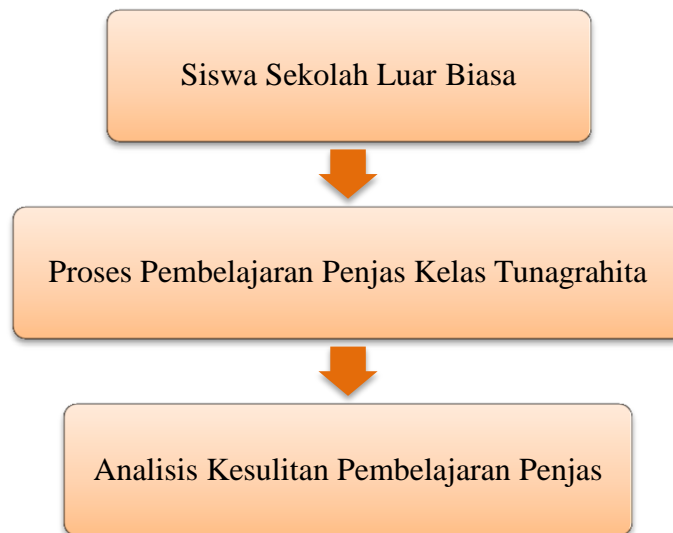 Siswa Sekolah Luar Biasa
Proses Pembelajaran Penjas Kelas Tunagrahita
Analisis Kesulitan Pembelajaran Penjas